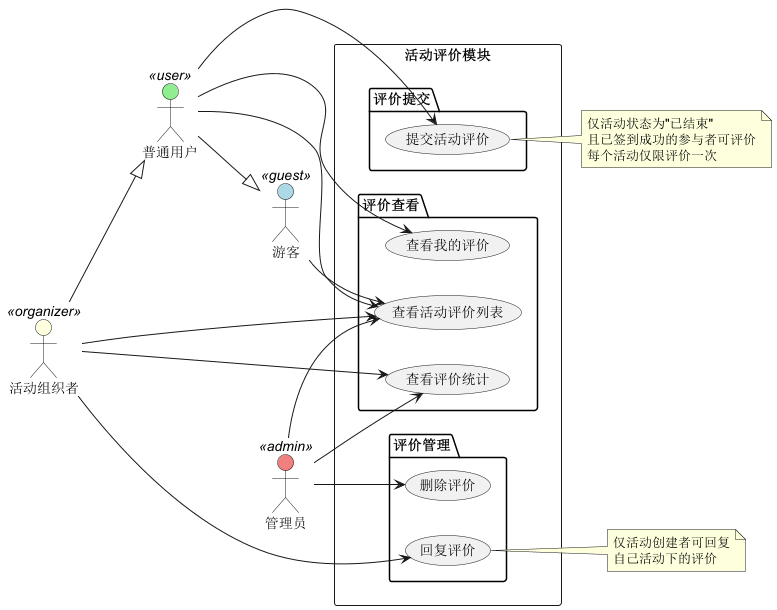 活动评价模块
«user»
普通用户
评价提交
提交活动评价
仅活动状态为"已结束"
且已签到成功的参与者可评价
每个活动仅限评价一次
«guest»
游客
评价查看
查看我的评价
查看活动评价列表
查看评价统计
«organizer»
活动组织者
«admin»
管理员
评价管理
删除评价
回复评价
仅活动创建者可回复
自己活动下的评价